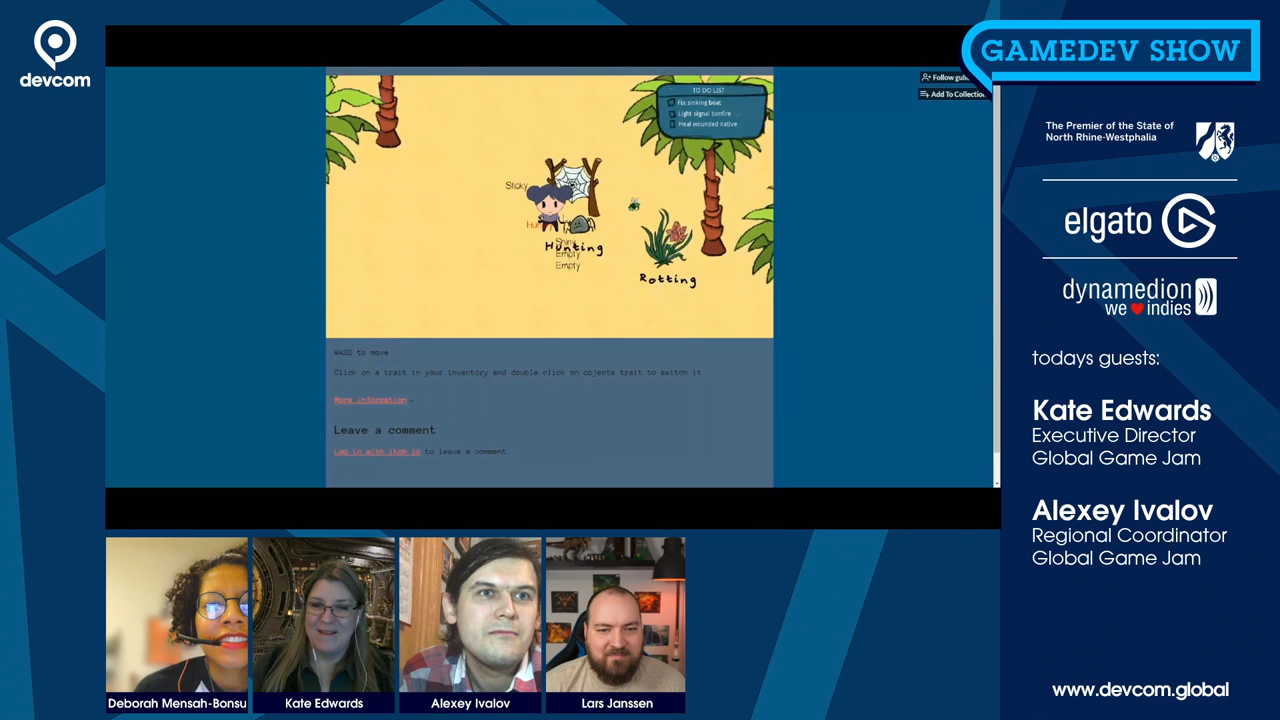 devcom
GAMEDEV SHOW
Add To Collection
TO DO LIST
Fix sinking boat
Light signal bonfire
Heal wounded native
Sticky
Hunting
Empty
Empty
Rotting
WASD to move
Click on a trait in your inventory and double click on objects trait to switch it
More information
Leave a comment
Log in with itch.io to leave a comment.
The Premier of the State of
North Rhine-Westphalia
elgato
dynamedion
we indies
todays guests:
Kate Edwards
Executive Director
Global Game Jam
Alexey Ivalov
Regional Coordinator
Global Game Jam
www.devcom.global
Deborah Mensah-Bonsu
Kate Edwards
Alexey Ivalov
Lars Janssen